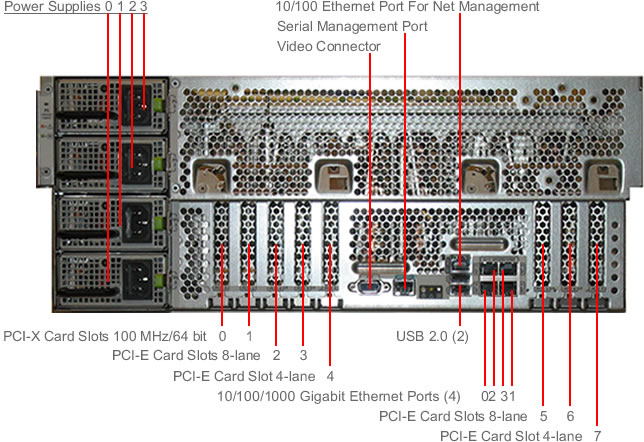 Power Supplies 0 1 2 3
10/100 Ethernet Port For Net Management
Serial Management Port
Video Connector
PCI-X Card Slots 100 MHz/64 bit 0 1
USB 2.0 (2)
PCI-E Card Slots 8-lane 2 3
PCI-E Card Slot 4-lane 4
10/100/1000 Gigabit Ethernet Ports (4) 02 31
PCI-E Card Slots 8-lane 5 6
PCI-E Card Slot 4-lane 7